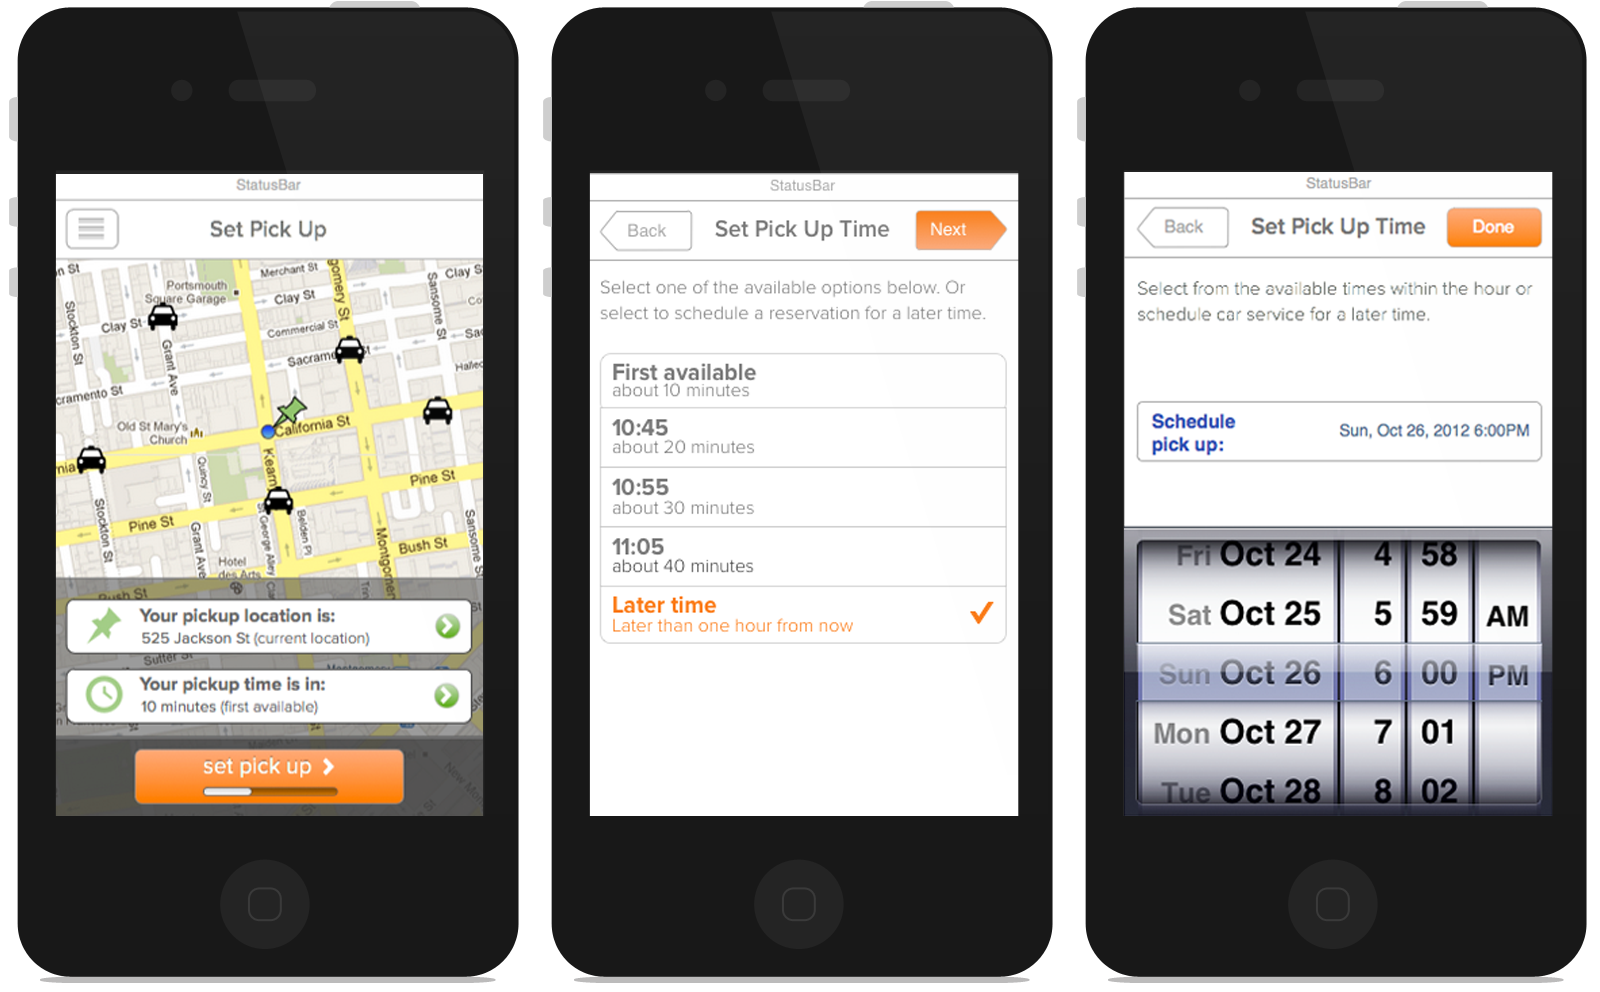 StatusBar
Set Pick Up
Merchant St
Clay St
Portsmouth
Square Garage
Clay St
Clay St
Commercial St
Sansome St
Stockton St
Grant Ave
Sacramento St
California St
Old St Mary's
Church
Quincy St
Pine St
Pine St
Stockton St
Grant Ave
St George Alley
Belden Pl
Bush St
Hotel
des Arts
Bush St
Your pickup location is:
525 Jackson St (current location)
Sutter St
Your pickup time is in:
10 minutes (first available)
set pick up
StatusBar
Back
Set Pick Up Time
Next
Select one of the available options below. Or
select to schedule a reservation for a later time.
First available
about 10 minutes
10:45
about 20 minutes
10:55
about 30 minutes
11:05
about 40 minutes
Later time
Later than one hour from now
StatusBar
Back
Set Pick Up Time
Done
Select from the available times within the hour or
schedule car service for a later time.
Schedule
pick up:
Sun, Oct 26, 2012 6:00PM
Fri Oct 24 4 58
Sat Oct 25 5 59 AM
Sun Oct 26 6 00 PM
Mon Oct 27 7 01
Tue Oct 28 8 02